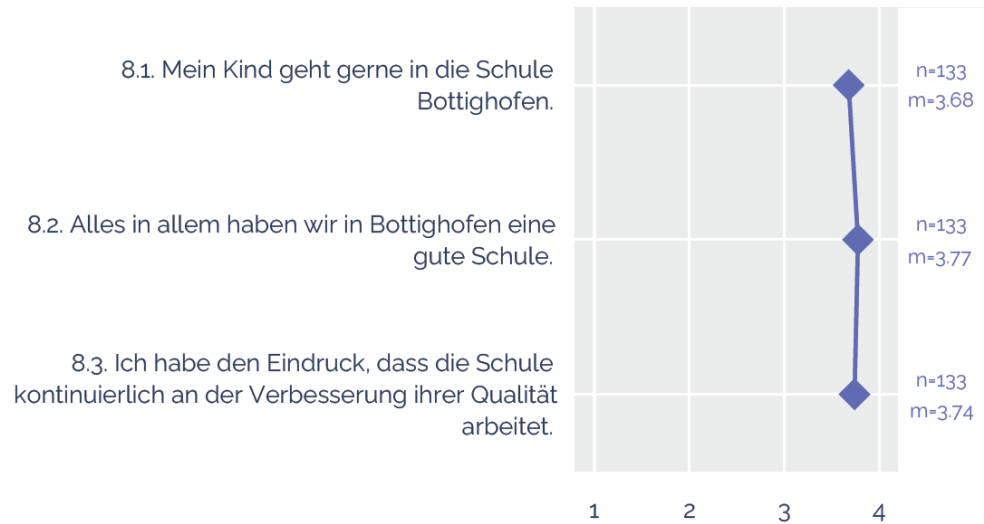 8.1. Mein Kind geht gerne in die Schule
Bottighofen.
n=133
m=3.68
8.2. Alles in allem haben wir in Bottighofen eine
gute Schule.
n=133
m=3.77
8.3. Ich habe den Eindruck, dass die Schule
kontinuierlich an der Verbesserung ihrer Qualität
arbeitet.
n=133
m=3.74
1 2 3 4